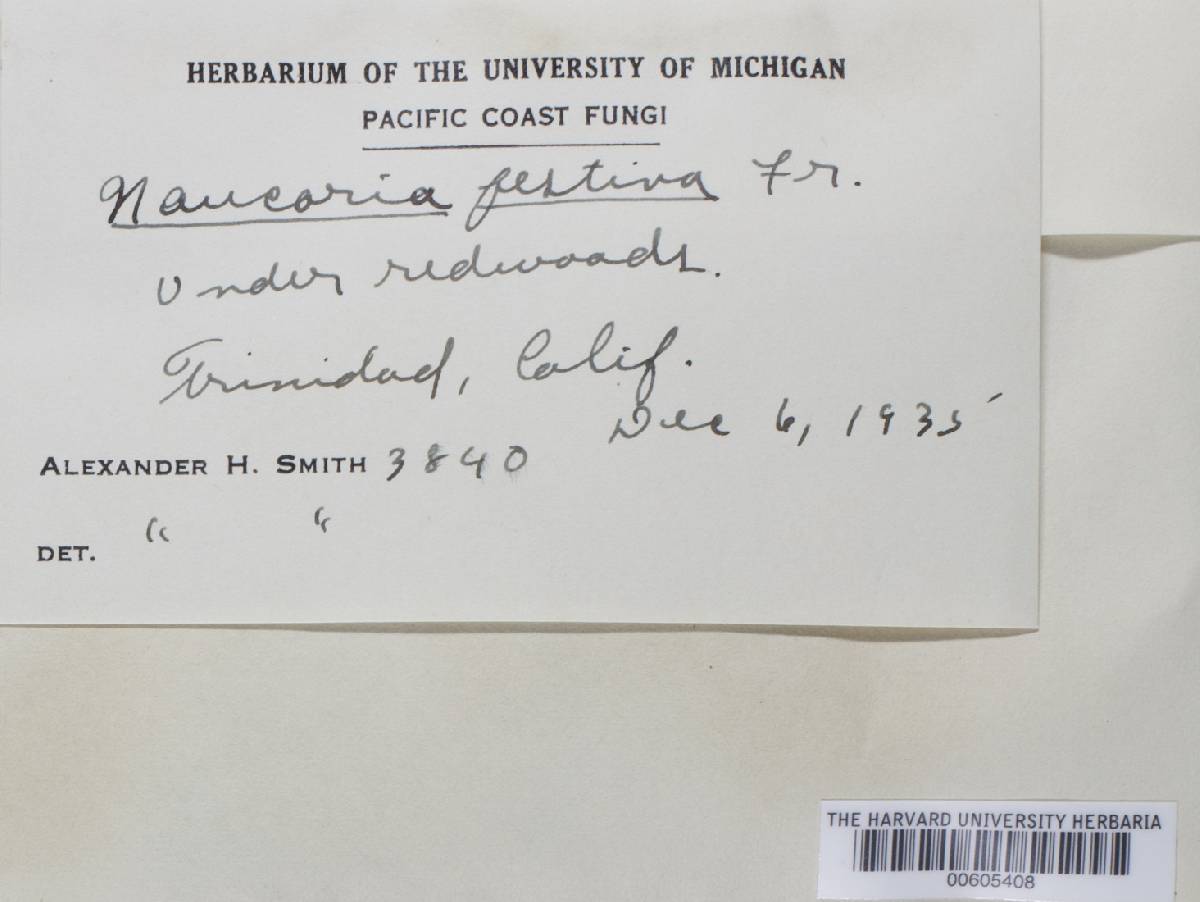 HERBARIUM OF THE UNIVERSITY OF MICHIGAN
PACIFIC COAST FUNGI
Naucoria festiva Fr.
Under redwoods.
Trinidad, Calif.
Dec 6, 1935
ALEXANDER H. SMITH 3840
DET. " "
THE HARVARD UNIVERSITY HERBARIA
00605408